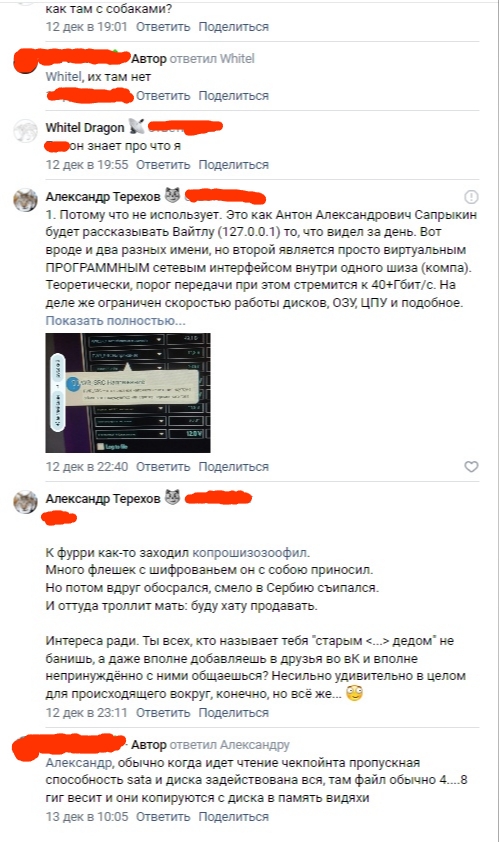 как там с собаками?
12 дек в 19:01 Ответить Поделиться
Автор ответил Whitel
Whitel, их там нет
Ответить Поделиться
Whitel Dragon
он знает про что я
12 дек в 19:55 Ответить Поделиться
Александр Терехов
1. Потому что не использует. Это как Антон Александрович Сапрыкин
будет рассказывать Вайтлу (127.0.0.1) то, что видел за день. Вот
вроде и два разных имени, но второй является просто виртуальным
ПРОГРАММНЫМ сетевым интерфейсом внутри одного шиза (компа).
Теоретически, порог передачи при этом стремится к 40+Гбит/с. На
деле же ограничен скоростью работы дисков, ОЗУ, ЦПУ и подобное.
Показать полностью...
Log to file
12 дек в 22:40 Ответить Поделиться
Александр Терехов
К фурри как-то заходил копрошизозоофил.
Много флешек с шифрованьем он с собою приносил.
Но потом вдруг обосрался, смело в Сербию съипался.
И оттуда троллит мать: буду хату продавать.
Интереса ради. Ты всех, кто называет тебя "старым <...> дедом" не
банишь, а даже вполне добавляешь в друзья во вК и вполне
непринуждённо с ними общаешься? Несильно удивительно в целом
для происходящего вокруг, конечно, но всё же...
12 дек в 23:11 Ответить Поделиться
Автор ответил Александру
Александр, обычно когда идет чтение чекпойнта пропускная
способность sata и диска задействована вся, там файл обычно 4....8
гиг весит и они копируются с диска в память видяхи
13 дек в 10:05 Ответить Поделиться